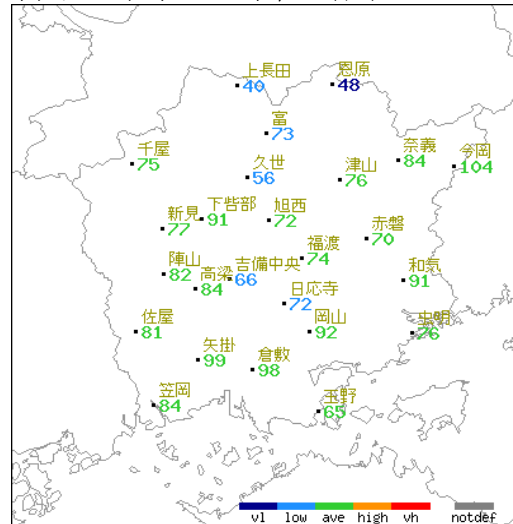 上長田
40
恩原
48
富
73
千屋
75
久世
56
津山
76
奈義
84
今岡
104
下呰部
91
旭西
72
新見
77
赤磐
70
福渡
74
陣山
82
高梁
84
吉備中央
66
和気
91
日応寺
72
佐屋
81
岡山
92
虫明
76
矢掛
99
倉敷
98
笠岡
84
玉野
65
vl low ave high vh notdef